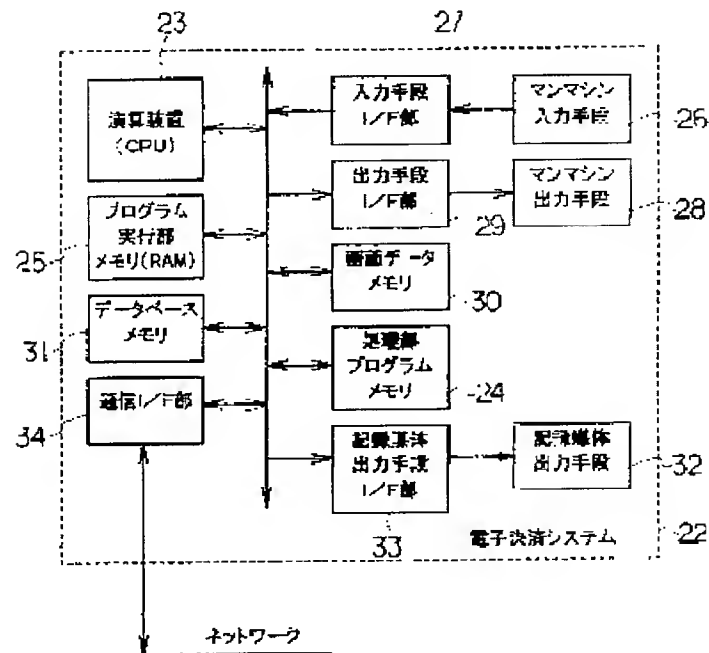 23
27
演算装置
(CPU)
入力手段
I/F部
マンマシン
入力手段
26
出力手段
I/F部
29
マンマシン
出力手段
28
プログラム
実行部
メモリ(RAM)
25
画面データ
メモリ
30
データベース
メモリ
31
処理部
プログラム
メモリ
24
通信I/F部
34
記録媒体
出力手段
I/F部
33
記録媒体
出力手段
32
電子決済システム
22
ネットワーク